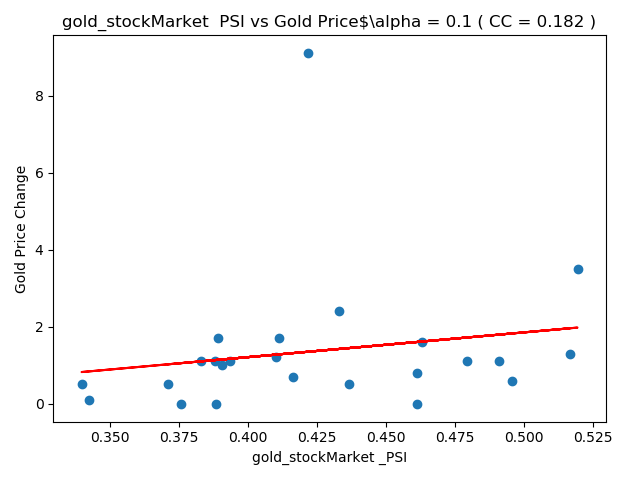 gold_stockMarket  PSI vs Gold Price$\alpha = 0.1 ( CC = 0.182 )
8
6
4
2
0
Gold Price Change
0.350 0.375 0.400 0.425 0.450 0.475 0.500 0.525
gold_stockMarket _PSI